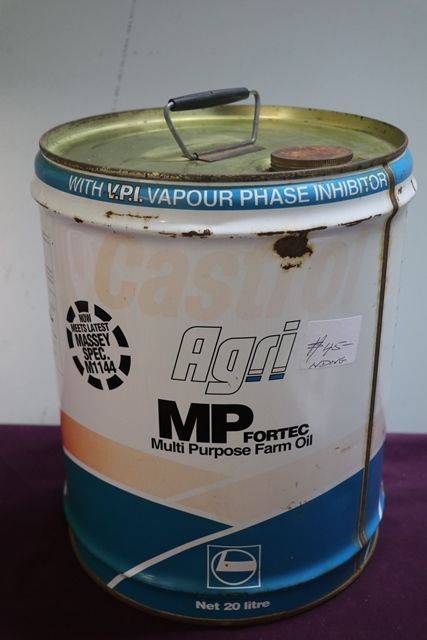 WITH V.P.I. VAPOUR PHASE INHIBITOR
Castrol
NOW
MEETS LATEST
MASSEY
SPEC.
M1144
Agri
$45-
MP FORTEC
Multi Purpose Farm Oil
Net 20 litre